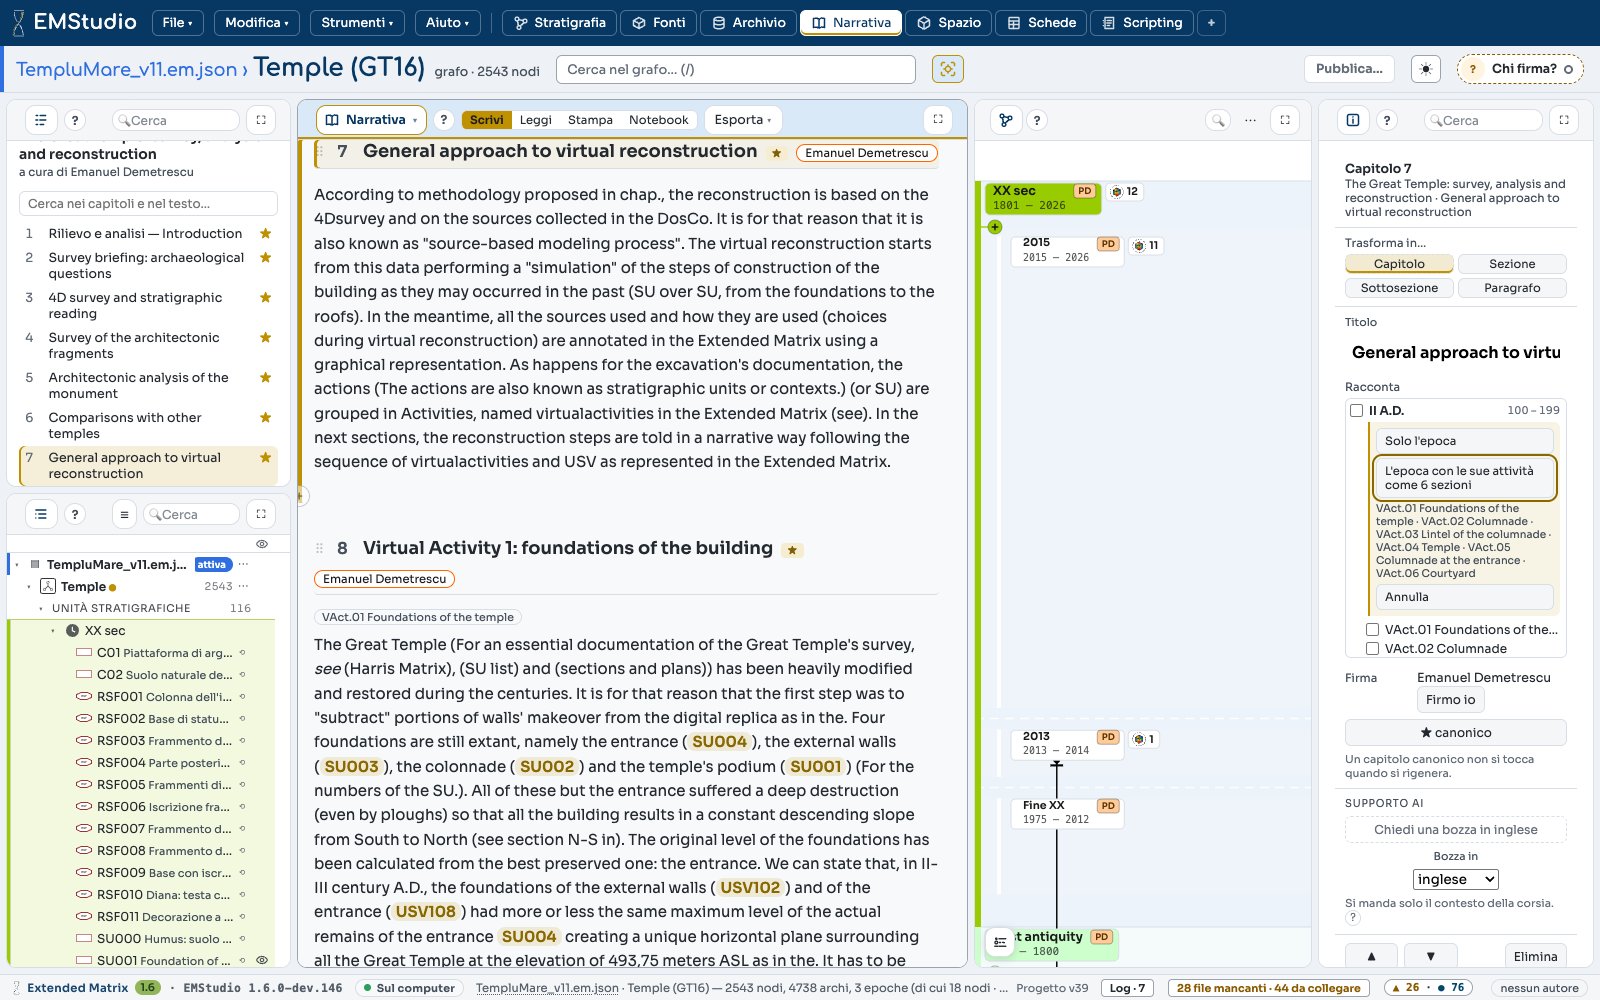 EMStudio
File
Modifica
Strumenti
Aiuto
Stratigrafia
Fonti
Archivio
Narrativa
Spazio
Schede
Scripting
+
TempluMare_v11.em.json › Temple (GT16) grafo · 2543 nodi
Cerca nel grafo... (/)
Pubblica...
? Chi firma?
?
Cerca
and reconstruction
a cura di Emanuel Demetrescu
Cerca nei capitoli e nel testo...
1 Rilievo e analisi — Introduction
2 Survey briefing: archaeological
questions
3 4D survey and stratigraphic
reading
4 Survey of the architectonic
fragments
5 Architectonic analysis of the
monument
6 Comparisons with other
temples
7 General approach to virtual
reconstruction
?
Cerca
TempluMare_v11.em.j... attiva ...
Temple 2543 ...
UNITÀ STRATIGRAFICHE 116
XX sec
C01 Piattaforma di arg...
C02 Suolo naturale de...
RSF001 Colonna dell'i...
RSF002 Base di statu...
RSF003 Frammento d...
RSF004 Parte posteri...
RSF005 Frammenti di...
RSF006 Iscrizione fra...
RSF007 Frammento d...
RSF008 Frammento d...
RSF009 Base con iscr...
RSF010 Diana: testa c...
RSF011 Decorazione a ...
SU000 Humus: suolo ...
SU001 Foundation of ...
Narrativa
?
Scrivi Leggi Stampa Notebook
Esporta
7 General approach to virtual reconstruction ★ Emanuel Demetrescu
According to methodology proposed in chap., the reconstruction is based on the
4Dsurvey and on the sources collected in the DosCo. It is for that reason that it is
also known as "source-based modeling process". The virtual reconstruction starts
from this data performing a "simulation" of the steps of construction of the
building as they may occurred in the past (SU over SU, from the foundations to the
roofs). In the meantime, all the sources used and how they are used (choices
during virtual reconstruction) are annotated in the Extended Matrix using a
graphical representation. As happens for the excavation's documentation, the
actions (The actions are also known as stratigraphic units or contexts.) (or SU) are
grouped in Activities, named virtualactivities in the Extended Matrix (see). In the
next sections, the reconstruction steps are told in a narrative way following the
sequence of virtualactivities and USV as represented in the Extended Matrix.
8 Virtual Activity 1: foundations of the building ★
Emanuel Demetrescu
VAct.01 Foundations of the temple
The Great Temple (For an essential documentation of the Great Temple's survey,
see (Harris Matrix), (SU list) and (sections and plans)) has been heavily modified
and restored during the centuries. It is for that reason that the first step was to
"subtract" portions of walls' makeover from the digital replica as in the. Four
foundations are still extant, namely the entrance ( SU004 ), the external walls
( SU003 ), the colonnade ( SU002 ) and the temple's podium ( SU001 ) (For the
numbers of the SU.). All of these but the entrance suffered a deep destruction
(even by ploughs) so that all the building results in a constant descending slope
from South to North (see section N-S in). The original level of the foundations has
been calculated from the best preserved one: the entrance. We can state that, in II-
III century A.D., the foundations of the external walls ( USV102 ) and of the
entrance ( USV108 ) had more or less the same maximum level of the actual
remains of the entrance SU004 creating a unique horizontal plane surrounding
all the Great Temple at the elevation of 493,75 meters ASL as in the. It has to be
?
...
XX sec PD 12
1801 — 2026
2015 PD 11
2015 — 2026
2013 PD 1
2013 — 2014
Fine XX PD
1975 — 2012
t antiquity PD
— 1800
?
Cerca
Capitolo 7
The Great Temple: survey, analysis and
reconstruction · General approach to
virtual reconstruction
Trasforma in...
Capitolo Sezione
Sottosezione Paragrafo
Titolo
General approach to virtu
Racconta
II A.D. 100 – 199
Solo l'epoca
L'epoca con le sue attività
come 6 sezioni
VAct.01 Foundations of the
temple · VAct.02 Columnade ·
VAct.03 Lintel of the columnade ·
VAct.04 Temple · VAct.05
Columnade at the entrance ·
VAct.06 Courtyard
Annulla
VAct.01 Foundations of the...
VAct.02 Columnade
Firma Emanuel Demetrescu
Firmo io
★ canonico
Un capitolo canonico non si tocca
quando si rigenera.
SUPPORTO AI
Chiedi una bozza in inglese
Bozza in
inglese
Si manda solo il contesto della corsia.
?
▲ ▼ Elimina
Extended Matrix 1.6 · EMStudio 1.6.0-dev.146
Sul computer
TempluMare_v11.em.json · Temple (GT16) — 2543 nodi, 4738 archi, 3 epoche (di cui 18 nodi · ...
Progetto v39
Log · 7
28 file mancanti · 44 da collegare
▲ 26 · ● 76
nessun autore